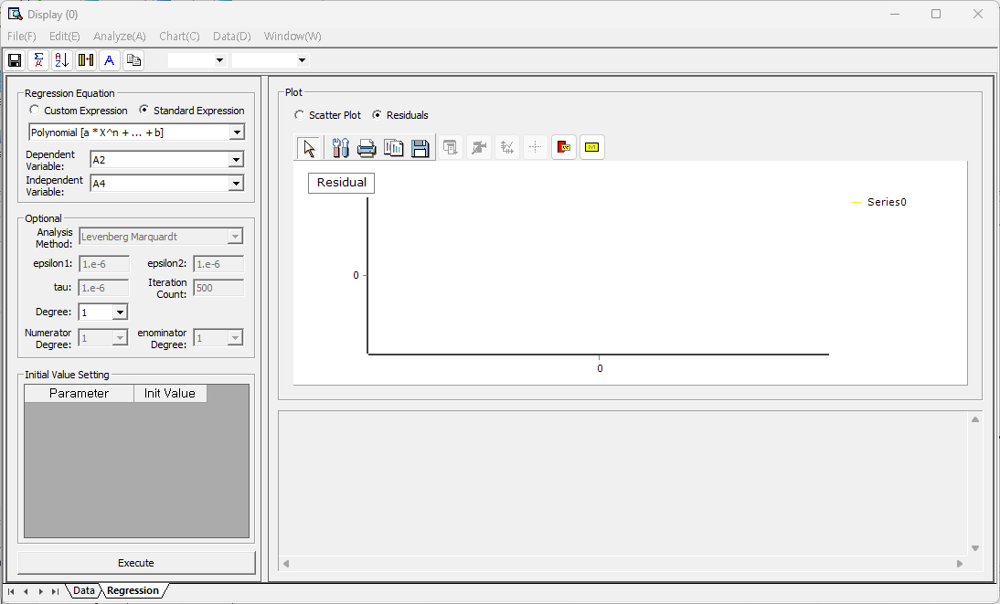 Display (0)
File(F) Edit(E) Analyze(A) Chart(C) Data(D) Window(W)
Regression Equation
Custom Expression Standard Expression
Polynomial [a * X^n + ... + b]
Dependent Variable: A2
Independent Variable: A4
Optional
Analysis Method: Levenberg Marquardt
epsilon1: 1.e-6 epsilon2: 1.e-6
tau: 1.e-6 Iteration Count: 500
Degree: 1
Numerator Degree: 1 enominator Degree: 1
Initial Value Setting
Parameter Init Value
Execute
Data Regression
Plot
Scatter Plot Residuals
Residual
Series0
0
0